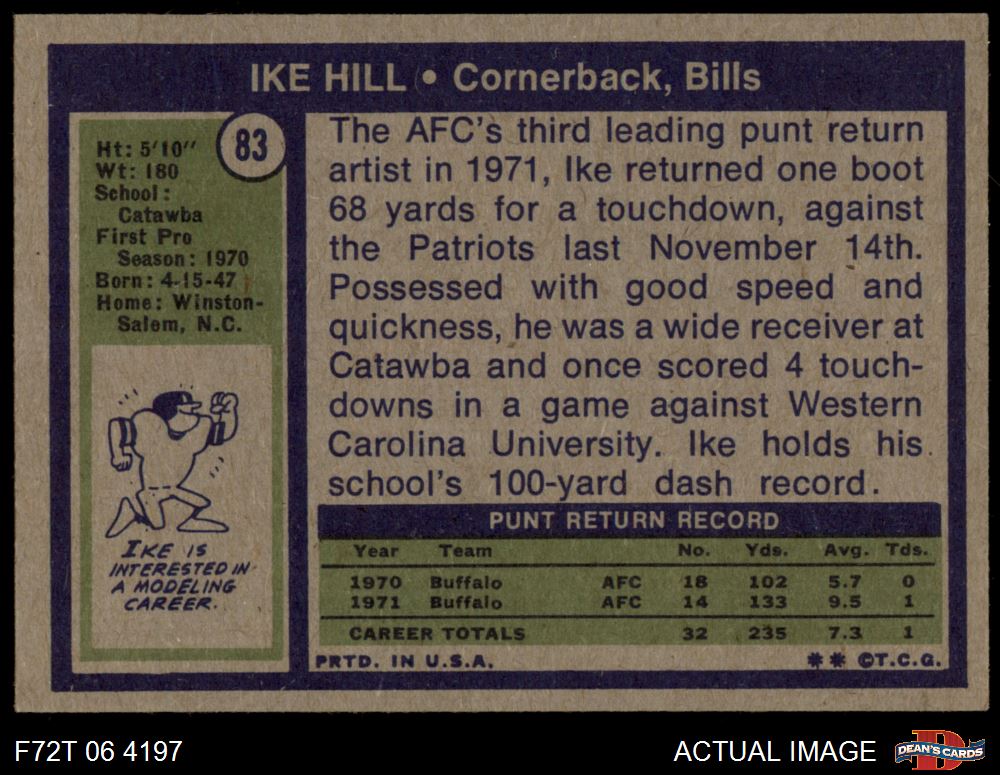 IKE HILL • Cornerback, Bills
83
Ht: 5'10"
Wt: 180
School:
Catawba
First Pro
Season: 1970
Born: 4-15-47
Home: Winston-
Salem, N.C.
IKE IS
INTERESTED IN
A MODELING
CAREER.
The AFC's third leading punt return
artist in 1971, Ike returned one boot
68 yards for a touchdown, against
the Patriots last November 14th.
Possessed with good speed and
quickness, he was a wide receiver at
Catawba and once scored 4 touch-
downs in a game against Western
Carolina University. Ike holds his
school's 100-yard dash record.
PUNT RETURN RECORD
Year Team No. Yds. Avg. Tds.
1970 Buffalo AFC 18 102 5.7 0
1971 Buffalo AFC 14 133 9.5 1
CAREER TOTALS 32 235 7.3 1
PRTD. IN U.S.A. ** ©T.C.G.
F72T 06 4197 ACTUAL IMAGE DEAN'S CARDS